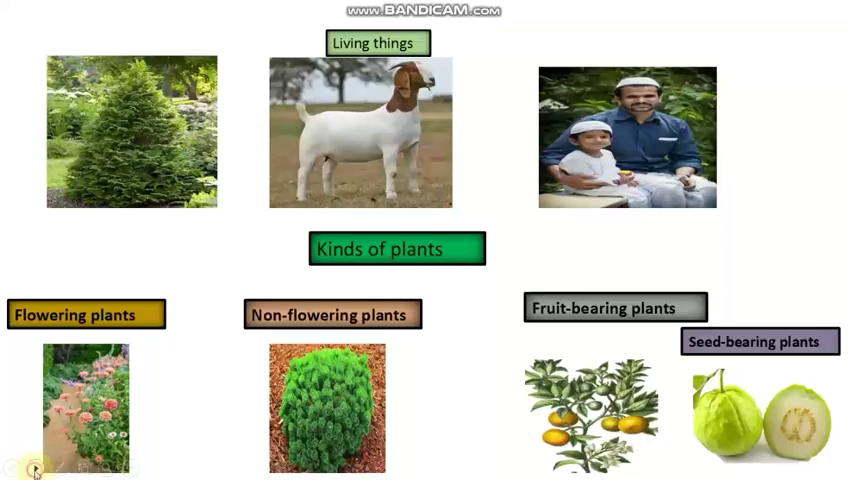 www.BANDICAM.com
Living things
Kinds of plants
Flowering plants
Non-flowering plants
Fruit-bearing plants
Seed-bearing plants